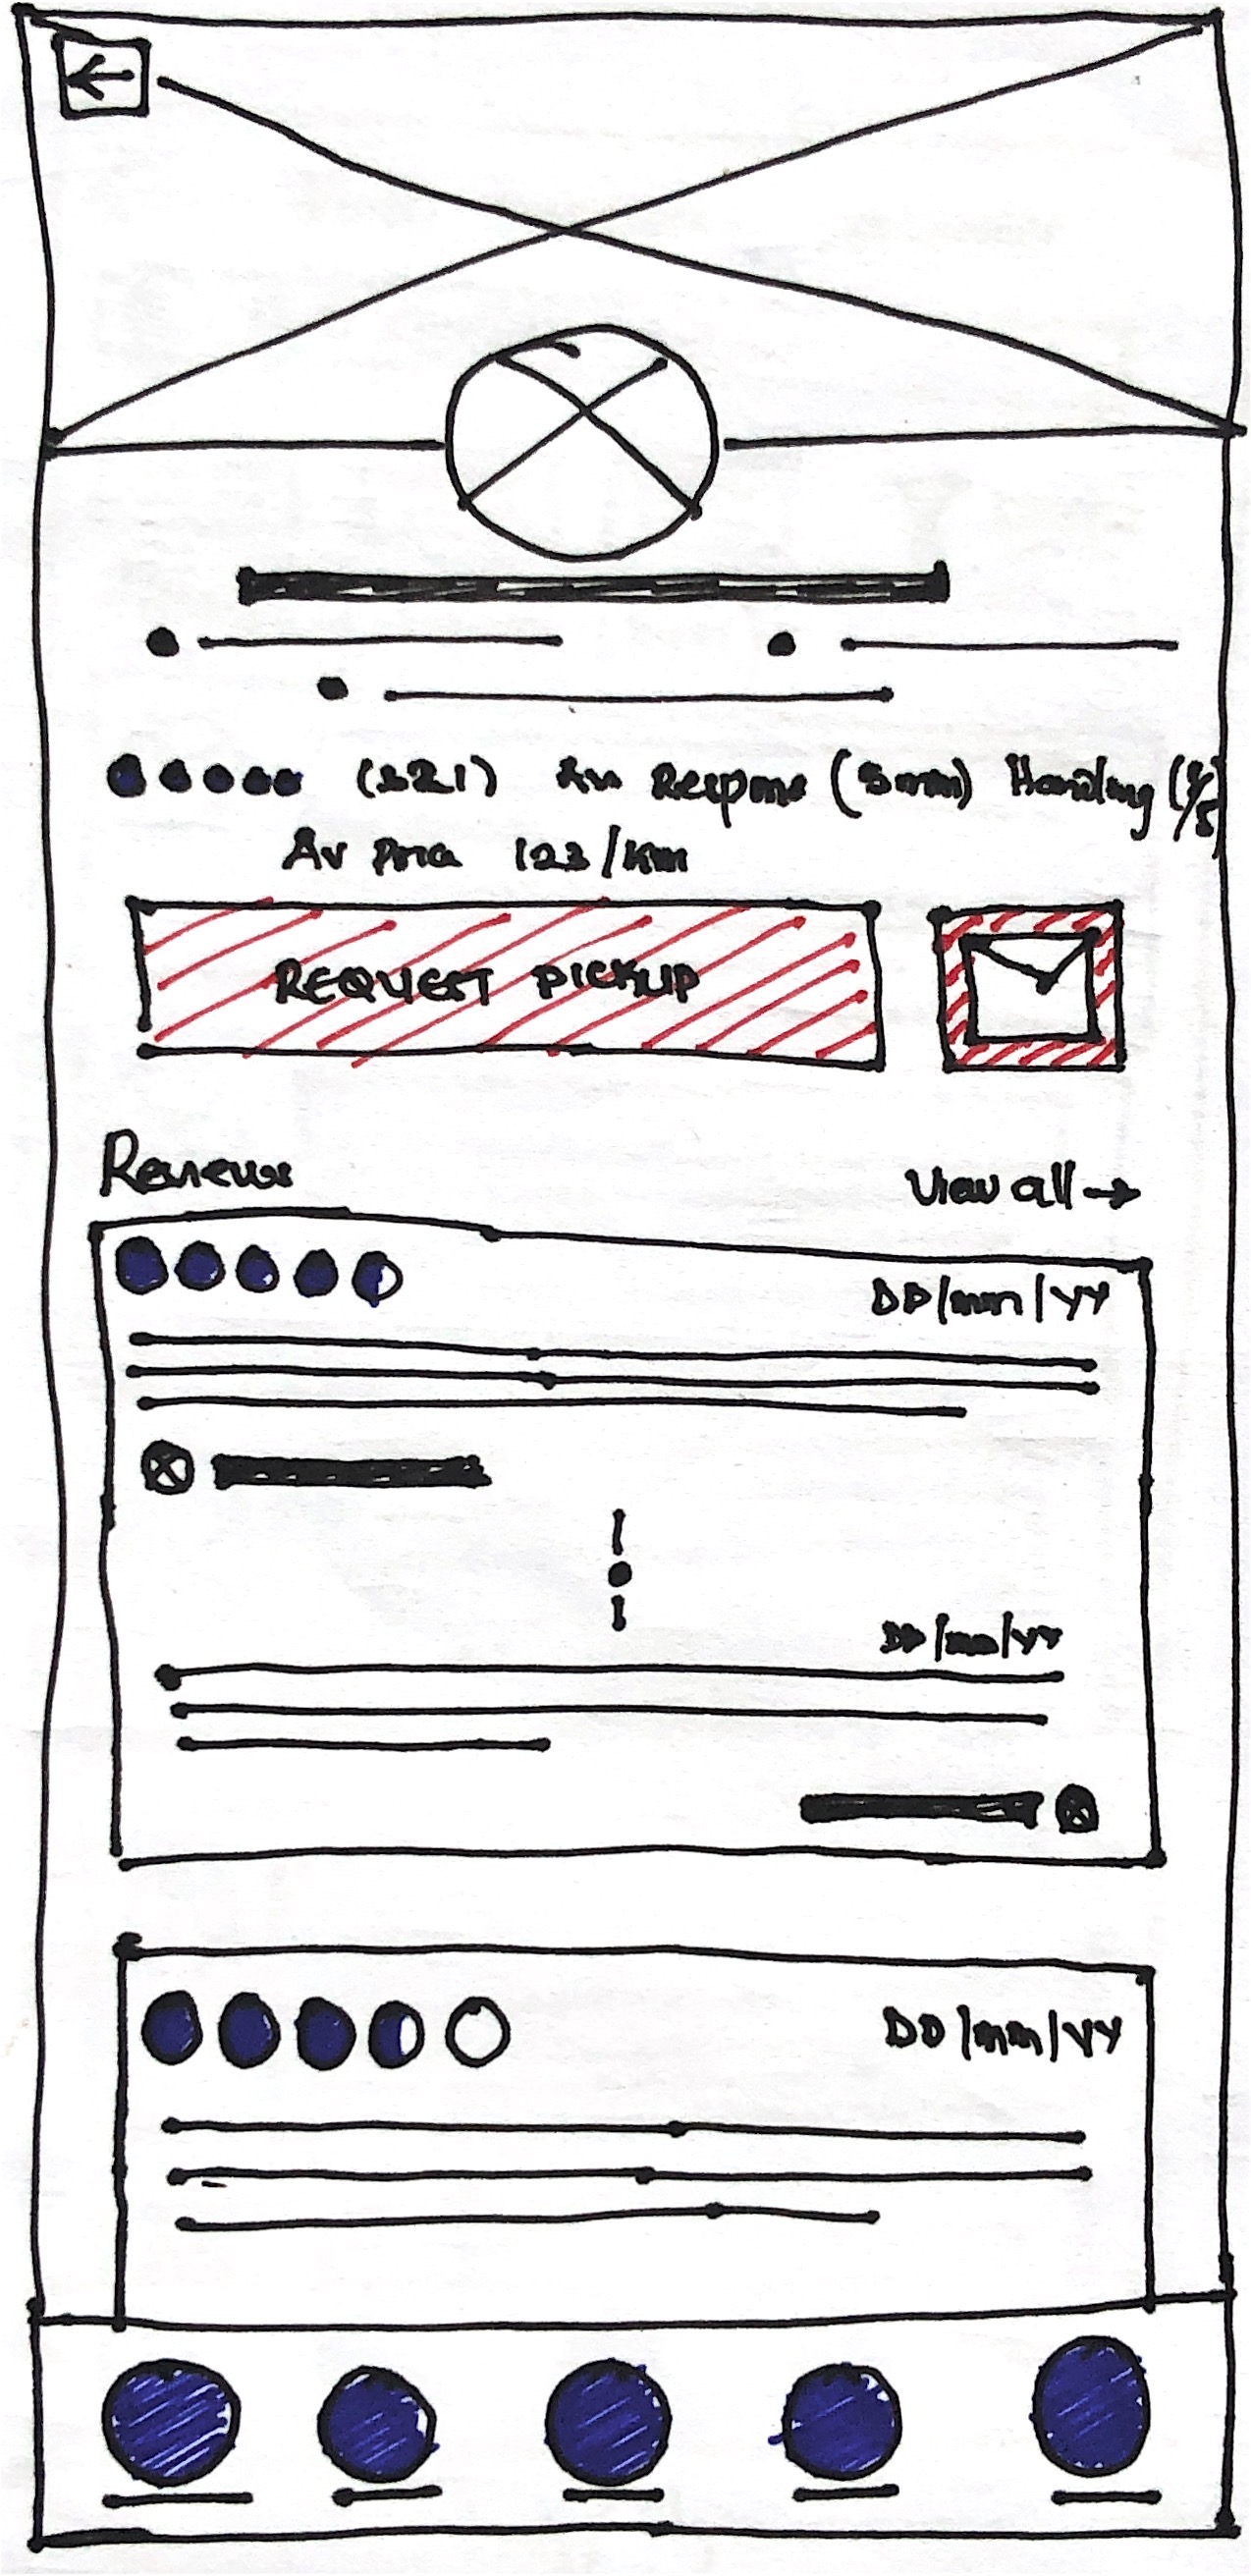 (321) Av Response (5min) Handling (4/5)
Av Price 123/km
REQUEST PICKUP
Reviews
View all →
DD/mm/YY
DD/mm/YY
DD/mm/YY